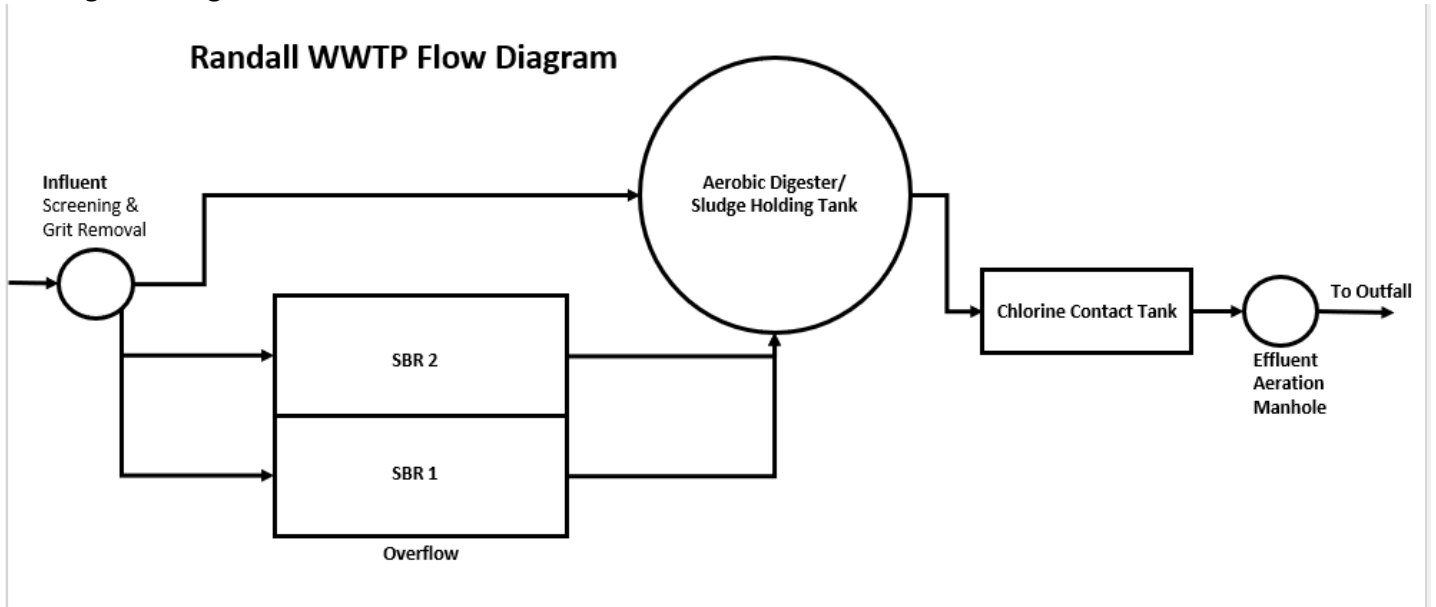 Randall WWTP Flow Diagram
Influent
Screening &
Grit Removal
Aerobic Digester/
Sludge Holding Tank
SBR 2
SBR 1
Overflow
Chlorine Contact Tank
To Outfall
Effluent
Aeration
Manhole